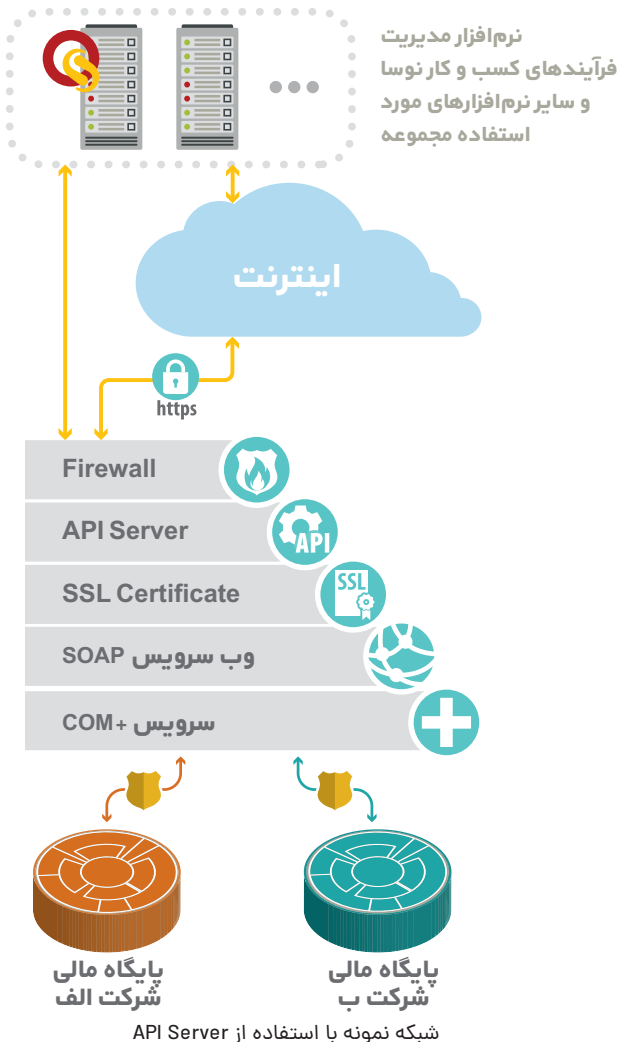 نرم‌افزار مدیریت
فرآیندهای کسب و کار نوسا
و سایر نرم‌افزارهای مورد
استفاده مجموعه
اینترنت
https
Firewall
API Server
API
SSL Certificate
SSL
وب سرویس SOAP
سرویس COM+
پایگاه مالی
شرکت الف
پایگاه مالی
شرکت ب
شبکه نمونه با استفاده از API Server